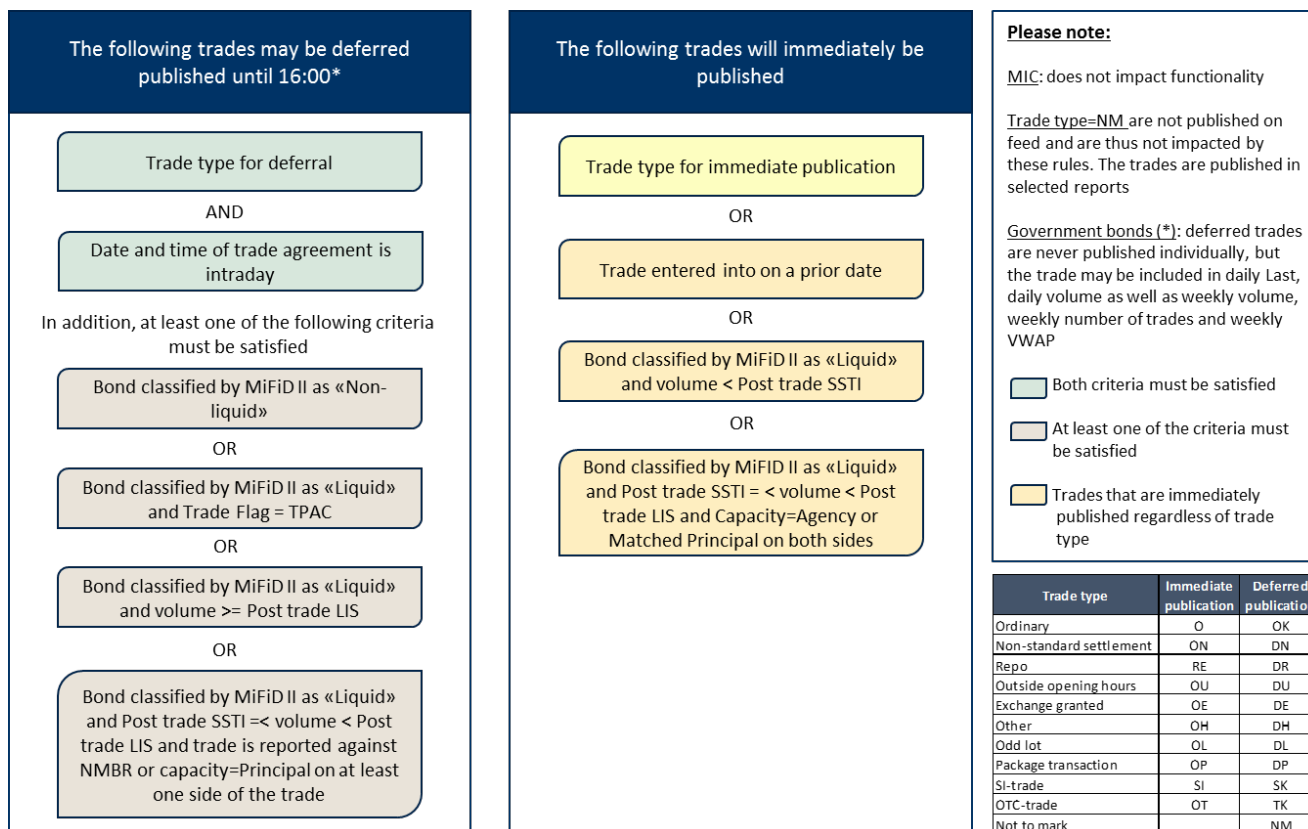 The following trades may be deferred
published until 16:00*
Trade type for deferral
AND
Date and time of trade agreement is
intraday
In addition, at least one of the following criteria
must be satisfied
Bond classified by MiFiD II as «Non-
liquid»
OR
Bond classified by MiFiD II as «Liquid»
and Trade Flag = TPAC
OR
Bond classified by MiFiD II as «Liquid»
and volume >= Post trade LIS
OR
Bond classified by MiFiD II as «Liquid»
and Post trade SSTI =< volume < Post
trade LIS and trade is reported against
NMBR or capacity=Principal on at least
one side of the trade
The following trades will immediately be
published
Trade type for immediate publication
OR
Trade entered into on a prior date
OR
Bond classified by MiFiD II as «Liquid»
and volume < Post trade SSTI
OR
Bond classified by MiFID II as «Liquid»
and Post trade SSTI = < volume < Post
trade LIS and Capacity=Agency or
Matched Principal on both sides
Please note:
MIC: does not impact functionality
Trade type=NM are not published on
feed and are thus not impacted by
these rules. The trades are published in
selected reports
Government bonds (*): deferred trades
are never published individually, but
the trade may be included in daily Last,
daily volume as well as weekly volume,
weekly number of trades and weekly
VWAP
Both criteria must be satisfied
At least one of the criteria must
be satisfied
Trades that are immediately
published regardless of trade
type
Trade type Immediate publication Deferred publicatio
Ordinary O OK
Non-standard settlement ON DN
Repo RE DR
Outside opening hours OU DU
Exchange granted OE DE
Other OH DH
Odd lot OL DL
Package transaction OP DP
SI-trade SI SK
OTC-trade OT TK
Not to mark NM